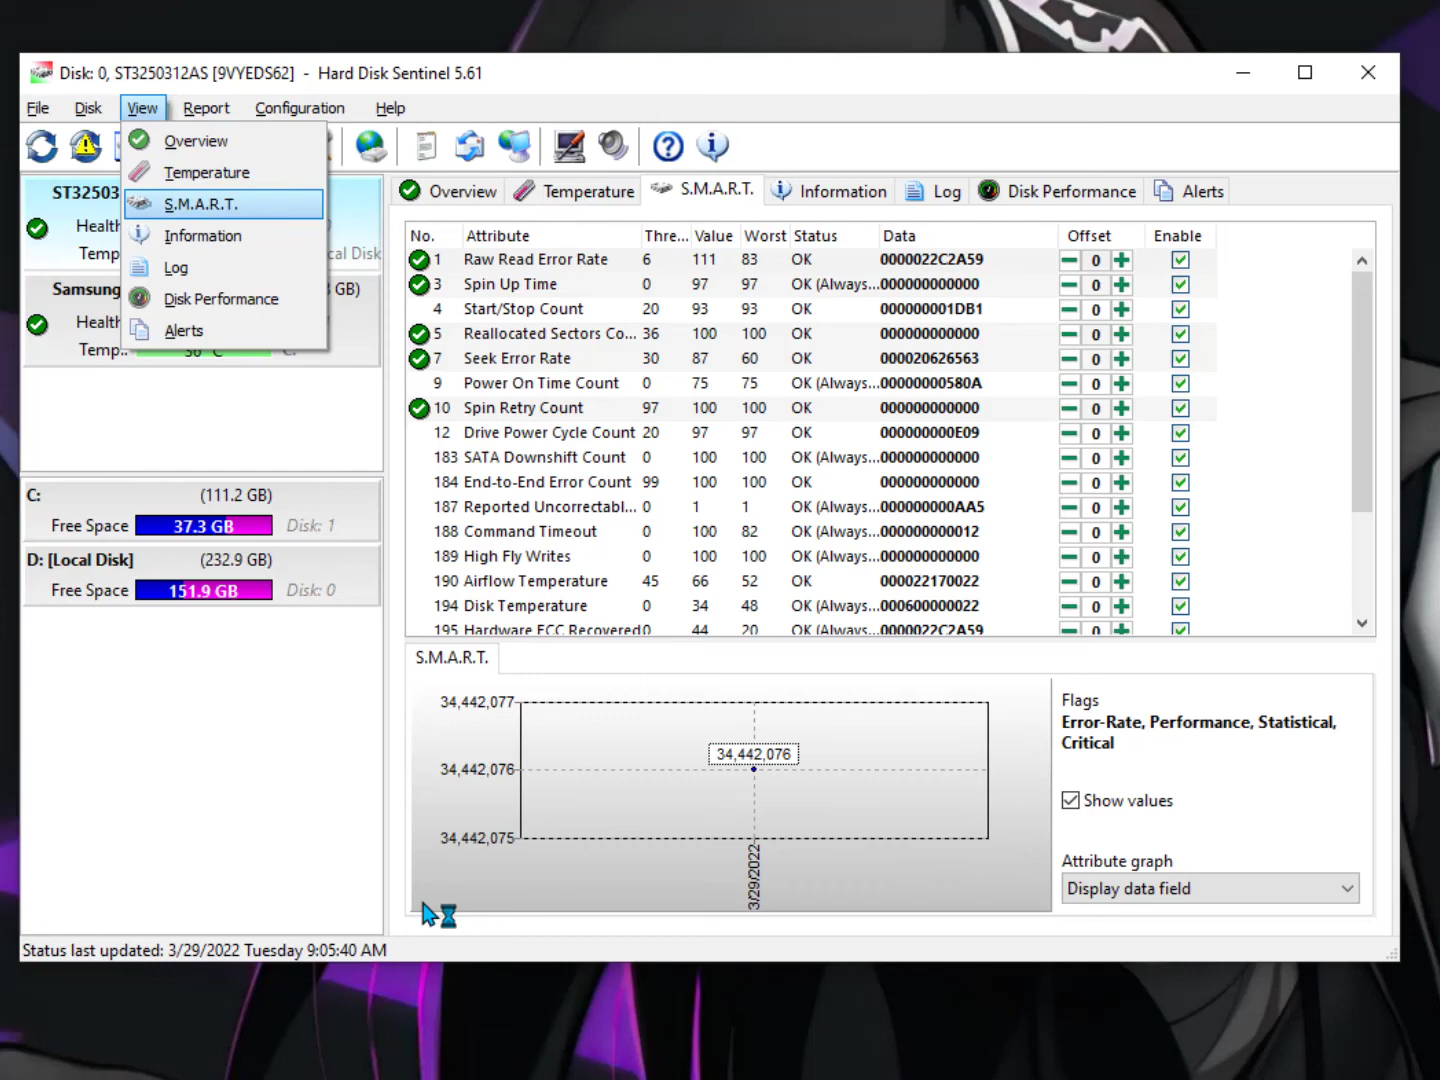 Disk: 0, ST3250312AS [9VYEDS62] - Hard Disk Sentinel 5.61
File Disk View Report Configuration Help
Overview
Temperature
S.M.A.R.T.
Information
Log
Disk Performance
Alerts
ST32503
Health
Temp
cal Disk
Samsung
GB)
Health
Temp.:
C:
C: (111.2 GB)
Free Space 37.3 GB Disk: 1
D: [Local Disk] (232.9 GB)
Free Space 151.9 GB Disk: 0
Overview Temperature S.M.A.R.T. Information Log Disk Performance Alerts
No. Attribute Thre... Value Worst Status Data Offset Enable
1 Raw Read Error Rate 6 111 83 OK 0000022C2A59 0
3 Spin Up Time 0 97 97 OK (Always... 000000000000 0
4 Start/Stop Count 20 93 93 OK 000000001DB1 0
5 Reallocated Sectors Co... 36 100 100 OK 000000000000 0
7 Seek Error Rate 30 87 60 OK 000020626563 0
9 Power On Time Count 0 75 75 OK (Always... 00000000580A 0
10 Spin Retry Count 97 100 100 OK 000000000000 0
12 Drive Power Cycle Count 20 97 97 OK 000000000E09 0
183 SATA Downshift Count 0 100 100 OK (Always... 000000000000 0
184 End-to-End Error Count 99 100 100 OK 000000000000 0
187 Reported Uncorrectabl... 0 1 1 OK (Always... 000000000AA5 0
188 Command Timeout 0 100 82 OK (Always... 000000000012 0
189 High Fly Writes 0 100 100 OK (Always... 000000000000 0
190 Airflow Temperature 45 66 52 OK 000022170022 0
194 Disk Temperature 0 34 48 OK (Always... 000600000022 0
195 Hardware ECC Recovered 0 44 20 OK (Always... 0000022C2A59 0
S.M.A.R.T.
34,442,077
34,442,076
34,442,076
34,442,075
3/29/2022
Flags
Error-Rate, Performance, Statistical,
Critical
Show values
Attribute graph
Display data field
Status last updated: 3/29/2022 Tuesday 9:05:40 AM